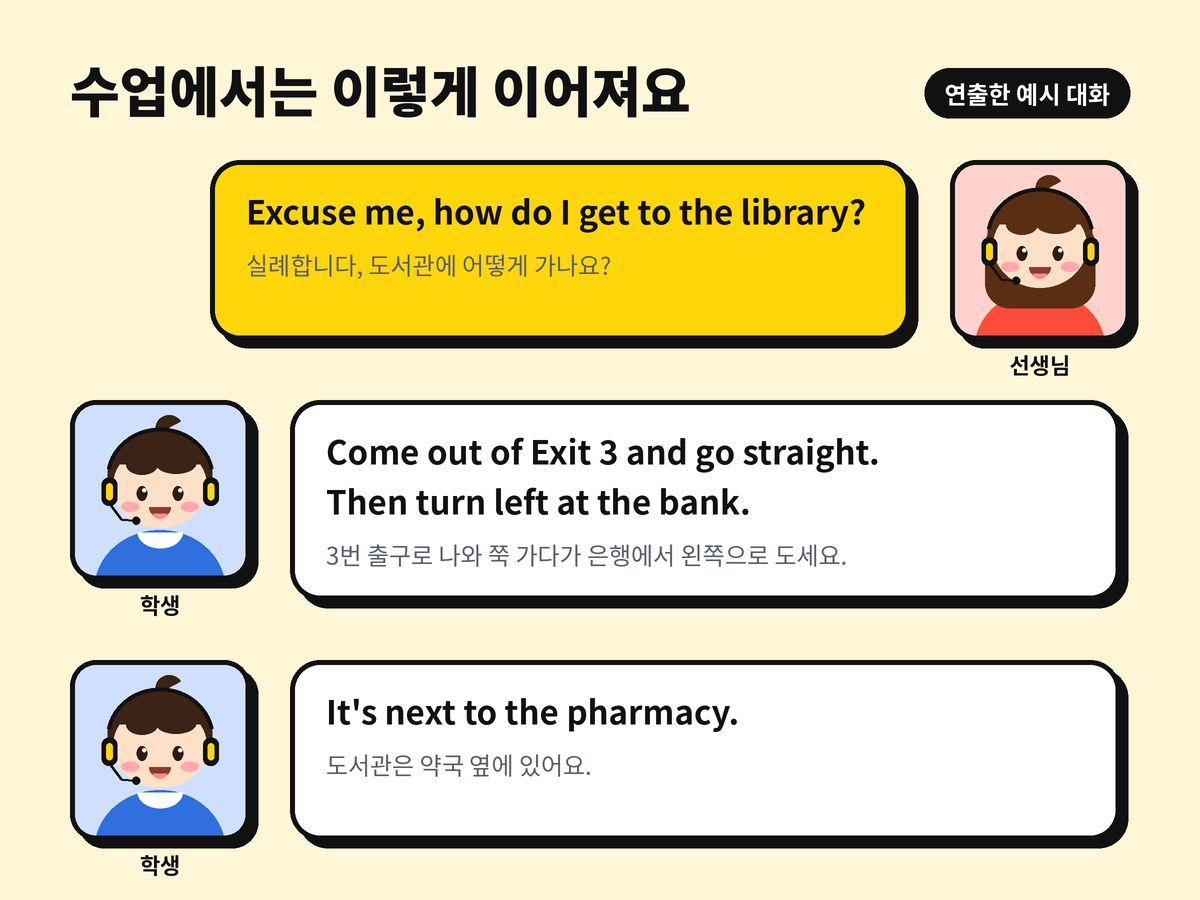 수업에서는 이렇게 이어져요
연출한 예시 대화
Excuse me, how do I get to the library?
실례합니다, 도서관에 어떻게 가나요?
선생님
Come out of Exit 3 and go straight.
Then turn left at the bank.
3번 출구로 나와 쭉 가다가 은행에서 왼쪽으로 도세요.
학생
It's next to the pharmacy.
도서관은 약국 옆에 있어요.
학생